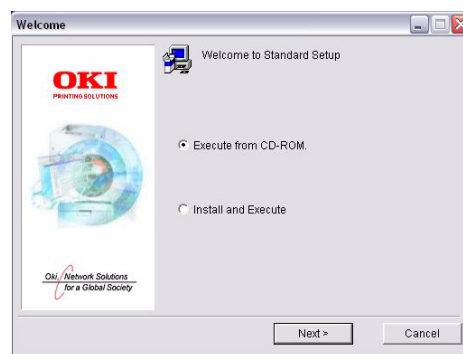 Welcome
Welcome to Standard Setup
OKI
PRINTING SOLUTIONS
Execute from CD-ROM.
Install and Execute
Oki, Network Solutions
for a Global Society
Next >
Cancel